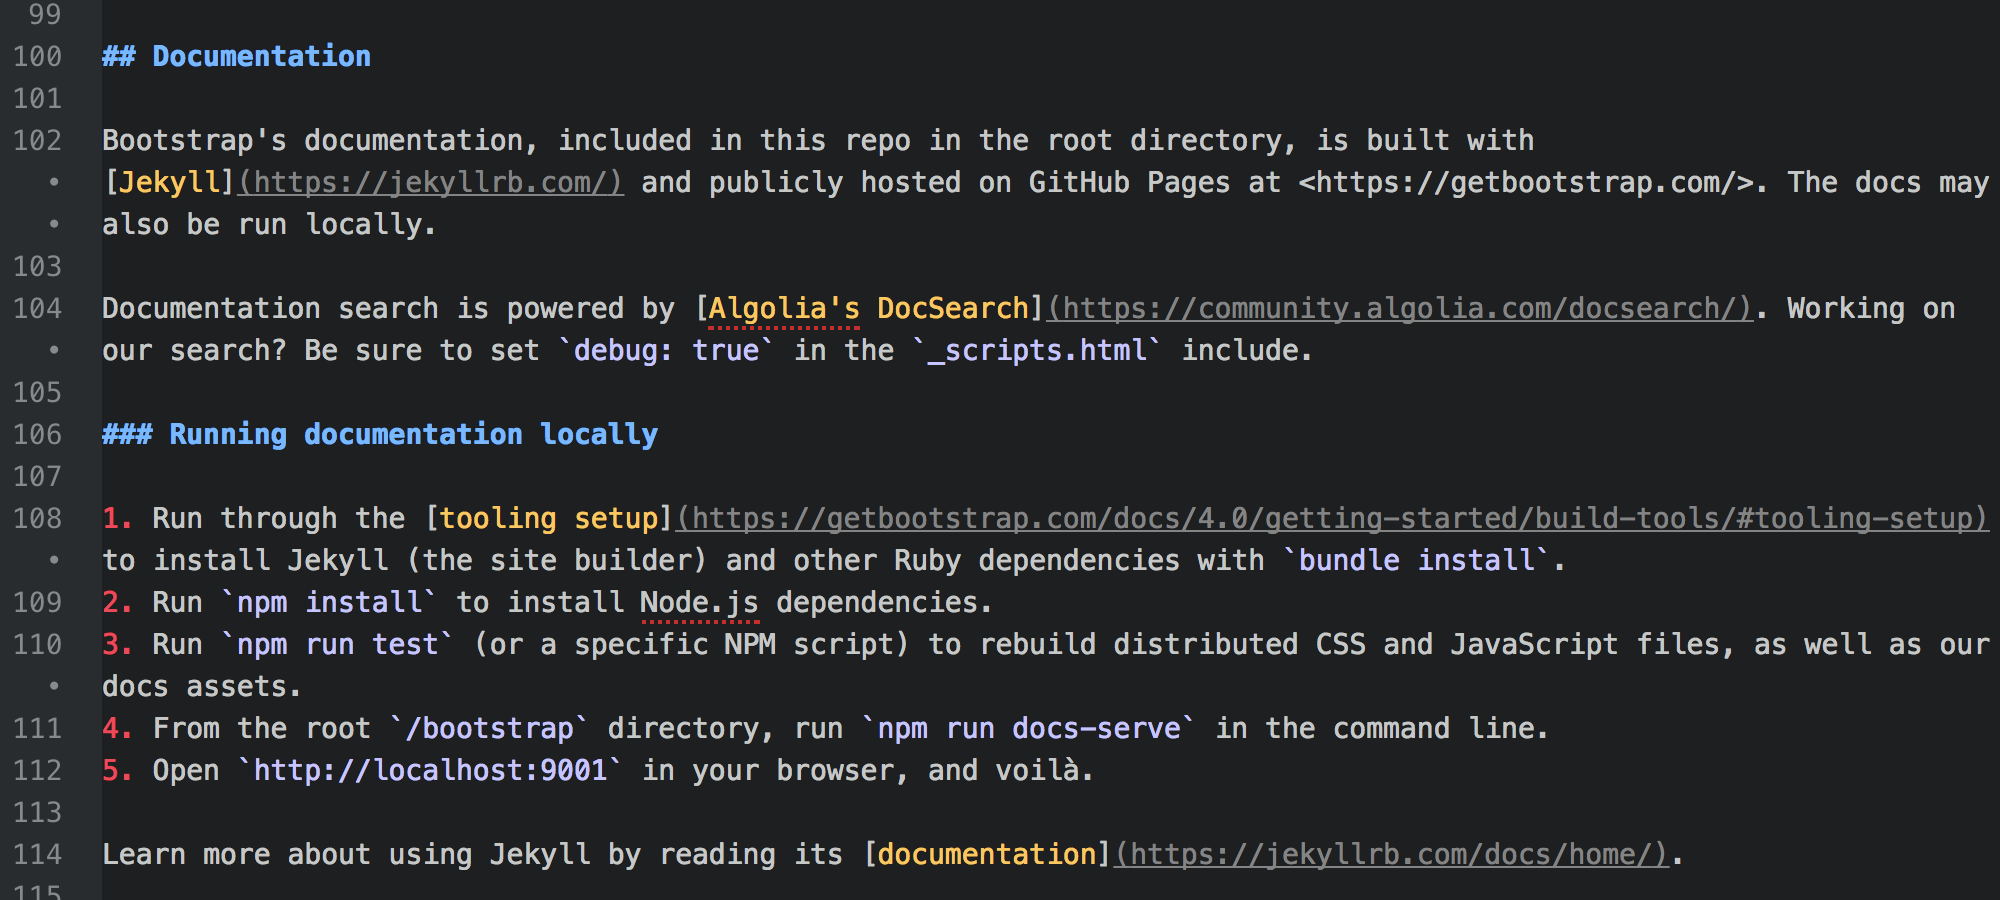 99
100 ## Documentation
101
102 Bootstrap's documentation, included in this repo in the root directory, is built with
• [Jekyll](https://jekyllrb.com/) and publicly hosted on GitHub Pages at <https://getbootstrap.com/>. The docs may
• also be run locally.
103
104 Documentation search is powered by [Algolia's DocSearch](https://community.algolia.com/docsearch/). Working on
• our search? Be sure to set `debug: true` in the `_scripts.html` include.
105
106 ### Running documentation locally
107
108 1. Run through the [tooling setup](https://getbootstrap.com/docs/4.0/getting-started/build-tools/#tooling-setup)
• to install Jekyll (the site builder) and other Ruby dependencies with `bundle install`.
109 2. Run `npm install` to install Node.js dependencies.
110 3. Run `npm run test` (or a specific NPM script) to rebuild distributed CSS and JavaScript files, as well as our
• docs assets.
111 4. From the root `/bootstrap` directory, run `npm run docs-serve` in the command line.
112 5. Open `http://localhost:9001` in your browser, and voilà.
113
114 Learn more about using Jekyll by reading its [documentation](https://jekyllrb.com/docs/home/).
115